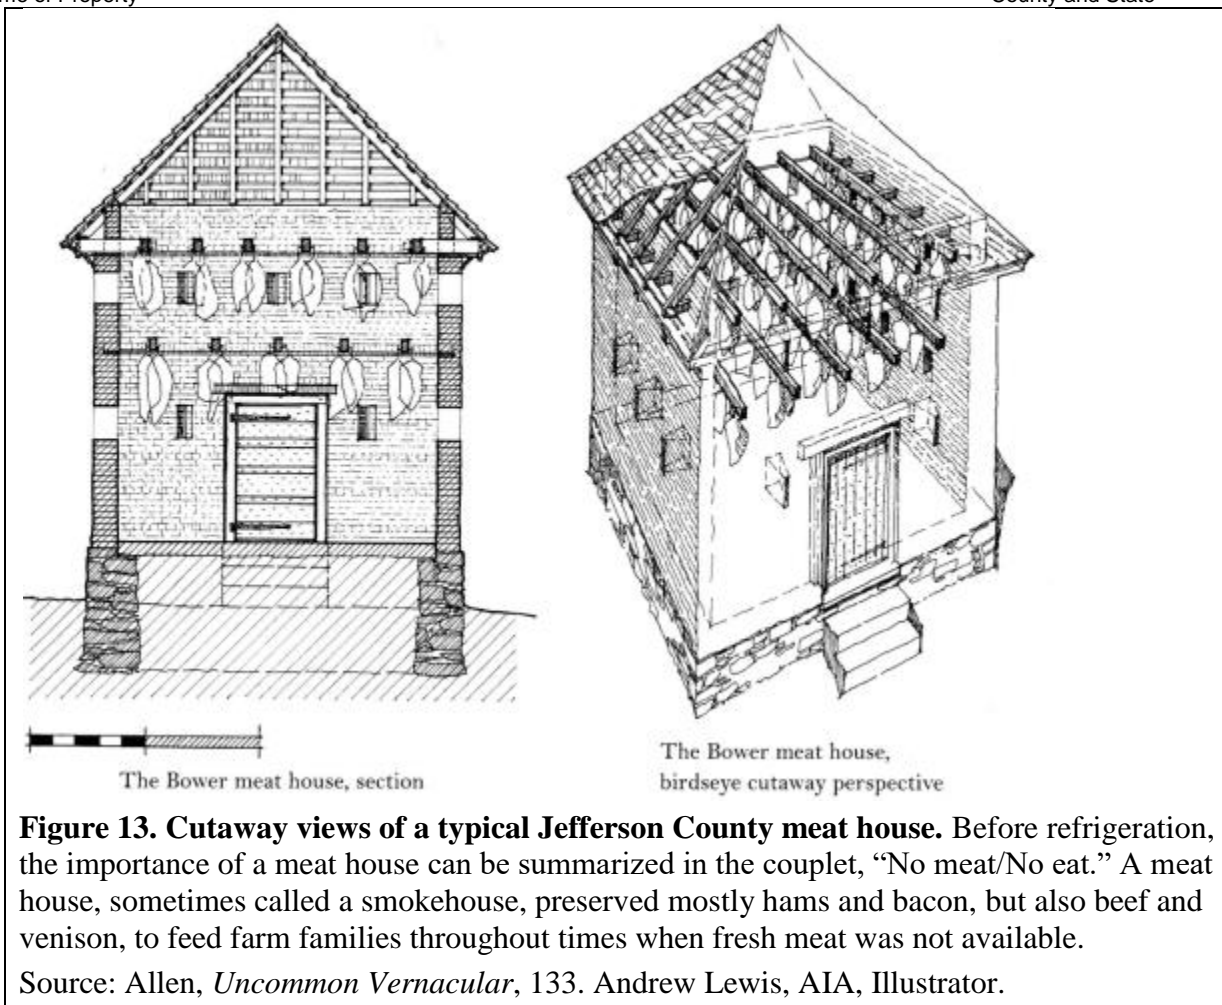 County and State
The Bower meat house, section
The Bower meat house,
birdseye cutaway perspective
Figure 13. Cutaway views of a typical Jefferson County meat house. Before refrigeration,
the importance of a meat house can be summarized in the couplet, “No meat/No eat.” A meat
house, sometimes called a smokehouse, preserved mostly hams and bacon, but also beef and
venison, to feed farm families throughout times when fresh meat was not available.
Source: Allen, Uncommon Vernacular, 133. Andrew Lewis, AIA, Illustrator.